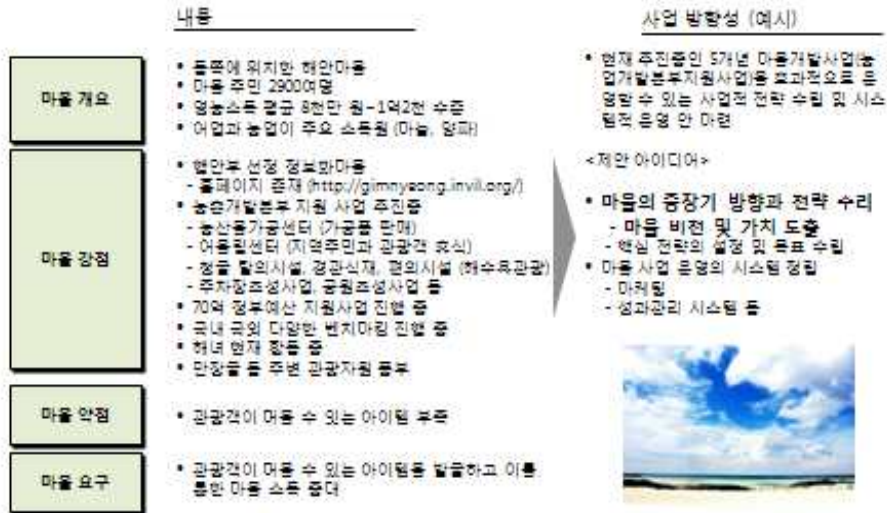 내용
사업 방향성 (예시)
마을 개요
* 동쪽에 위치한 해안마을
* 마을 주민 2900여명
* 영농소득 평균 8천만 원~1억2천 수준
* 어업과 농업이 주요 소득원 (마늘, 양파)
마을 강점
* 행안부 선정 정보화마을
- 홈페이지 존재 (http://gimnyeong.invil.org/)
* 농촌개발본부 지원 사업 추진중
- 농산물가공센터 (가공품 판매)
- 어울림센터 (지역주민과 관광객 휴식)
- 정글 탈의시설, 경관식재, 편의시설 (해수욕관광)
- 주차장조성사업, 공원조성사업 등
* 70억 정부예산 지원사업 진행 중
* 국내 국외 다양한 벤치마킹 진행 중
* 해녀 현재 활동 중
* 만장굴 등 주변 관광자원 풍부
마을 약점
* 관광객이 머물 수 있는 아이템 부족
마을 요구
* 관광객이 머물 수 있는 아이템을 발굴하고 이를
통한 마을 소득 증대
* 현재 추진중인 5개년 마을개발사업(농
업개발본부지원사업)을 효과적으로 운
영할 수 있는 사업적 전략 수립 및 시스
템적 운영 안 마련
<제안 아이디어>
* 마을의 중장기 방향과 전략 수리
- 마을 비전 및 가치 도출
- 핵심 전략의 설정 및 목표 수립
* 마을 사업 운영의 시스템 정립
- 마케팅
- 성과관리 시스템 등